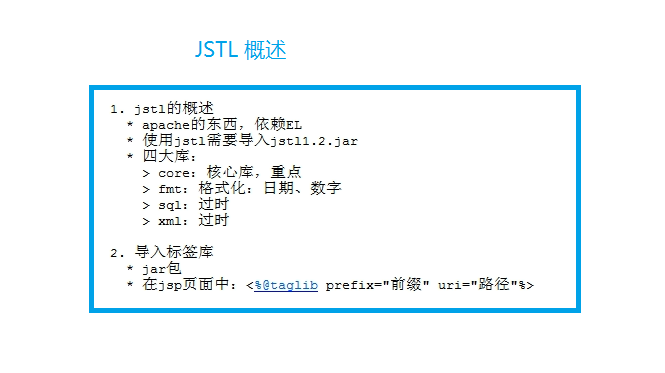 JSTL 概述
1. jstl的概述
* apache的东西，依赖EL
* 使用jstl需要导入jstl1.2.jar
* 四大库：
> core：核心库，重点
> fmt：格式化：日期、数字
> sql：过时
> xml：过时
2. 导入标签库
* jar包
* 在jsp页面中：<%@taglib prefix="前缀" uri="路径"%>